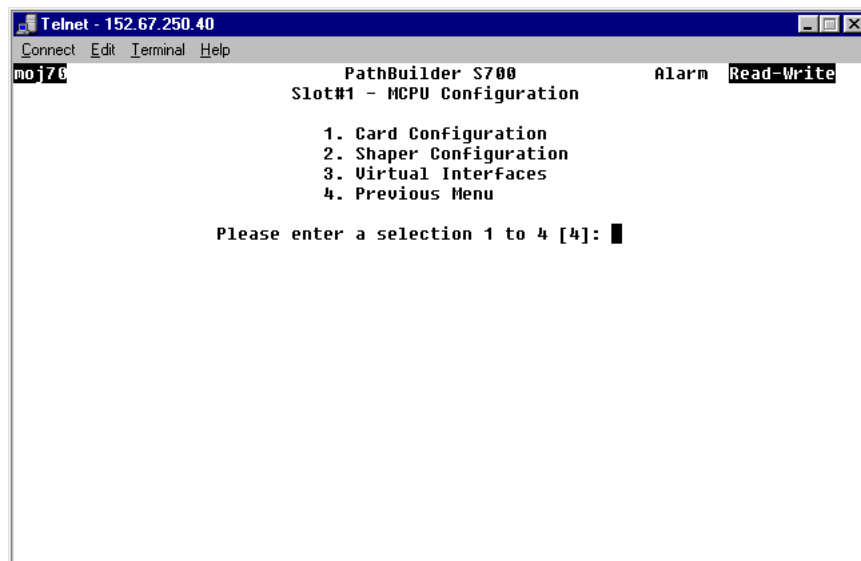 Telnet - 152.67.250.40
Connect Edit Terminal Help
moj70 PathBuilder S700 Alarm Read-Write
Slot#1 - MCPU Configuration
1. Card Configuration
2. Shaper Configuration
3. Virtual Interfaces
4. Previous Menu
Please enter a selection 1 to 4 [4]: